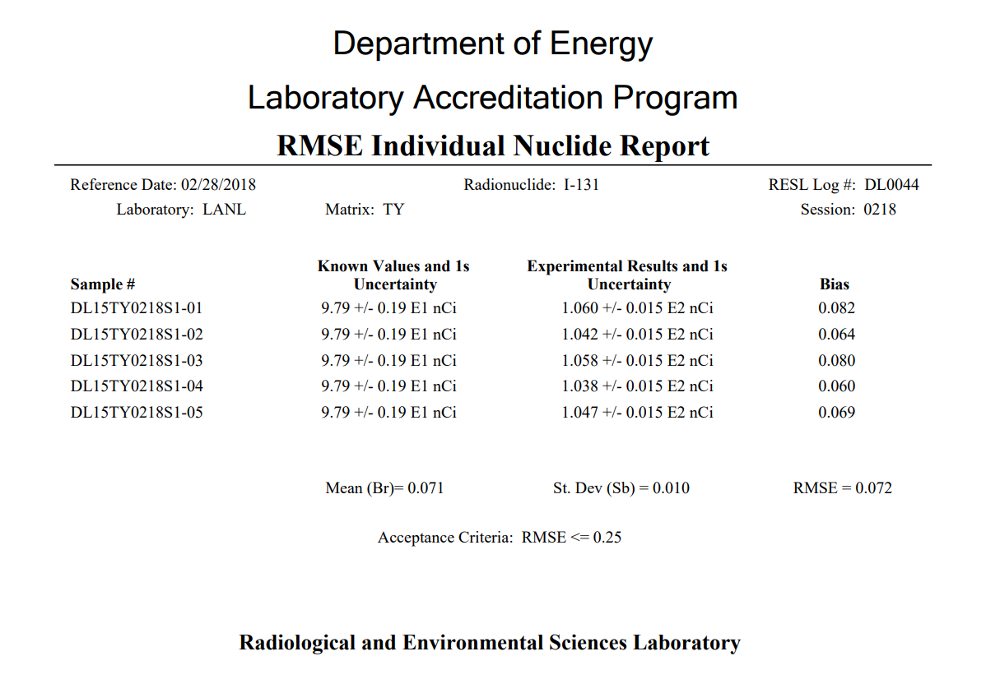 Department of Energy
Laboratory Accreditation Program
RMSE Individual Nuclide Report
Reference Date: 02/28/2018 Radionuclide: I-131 RESL Log #: DL0044
Laboratory: LANL Matrix: TY Session: 0218
Known Values and 1s Experimental Results and 1s
Sample # Uncertainty Uncertainty Bias
DL15TY0218S1-01 9.79 +/- 0.19 E1 nCi 1.060 +/- 0.015 E2 nCi 0.082
DL15TY0218S1-02 9.79 +/- 0.19 E1 nCi 1.042 +/- 0.015 E2 nCi 0.064
DL15TY0218S1-03 9.79 +/- 0.19 E1 nCi 1.058 +/- 0.015 E2 nCi 0.080
DL15TY0218S1-04 9.79 +/- 0.19 E1 nCi 1.038 +/- 0.015 E2 nCi 0.060
DL15TY0218S1-05 9.79 +/- 0.19 E1 nCi 1.047 +/- 0.015 E2 nCi 0.069
Mean (Br)= 0.071 St. Dev (Sb) = 0.010 RMSE = 0.072
Acceptance Criteria: RMSE <= 0.25
Radiological and Environmental Sciences Laboratory